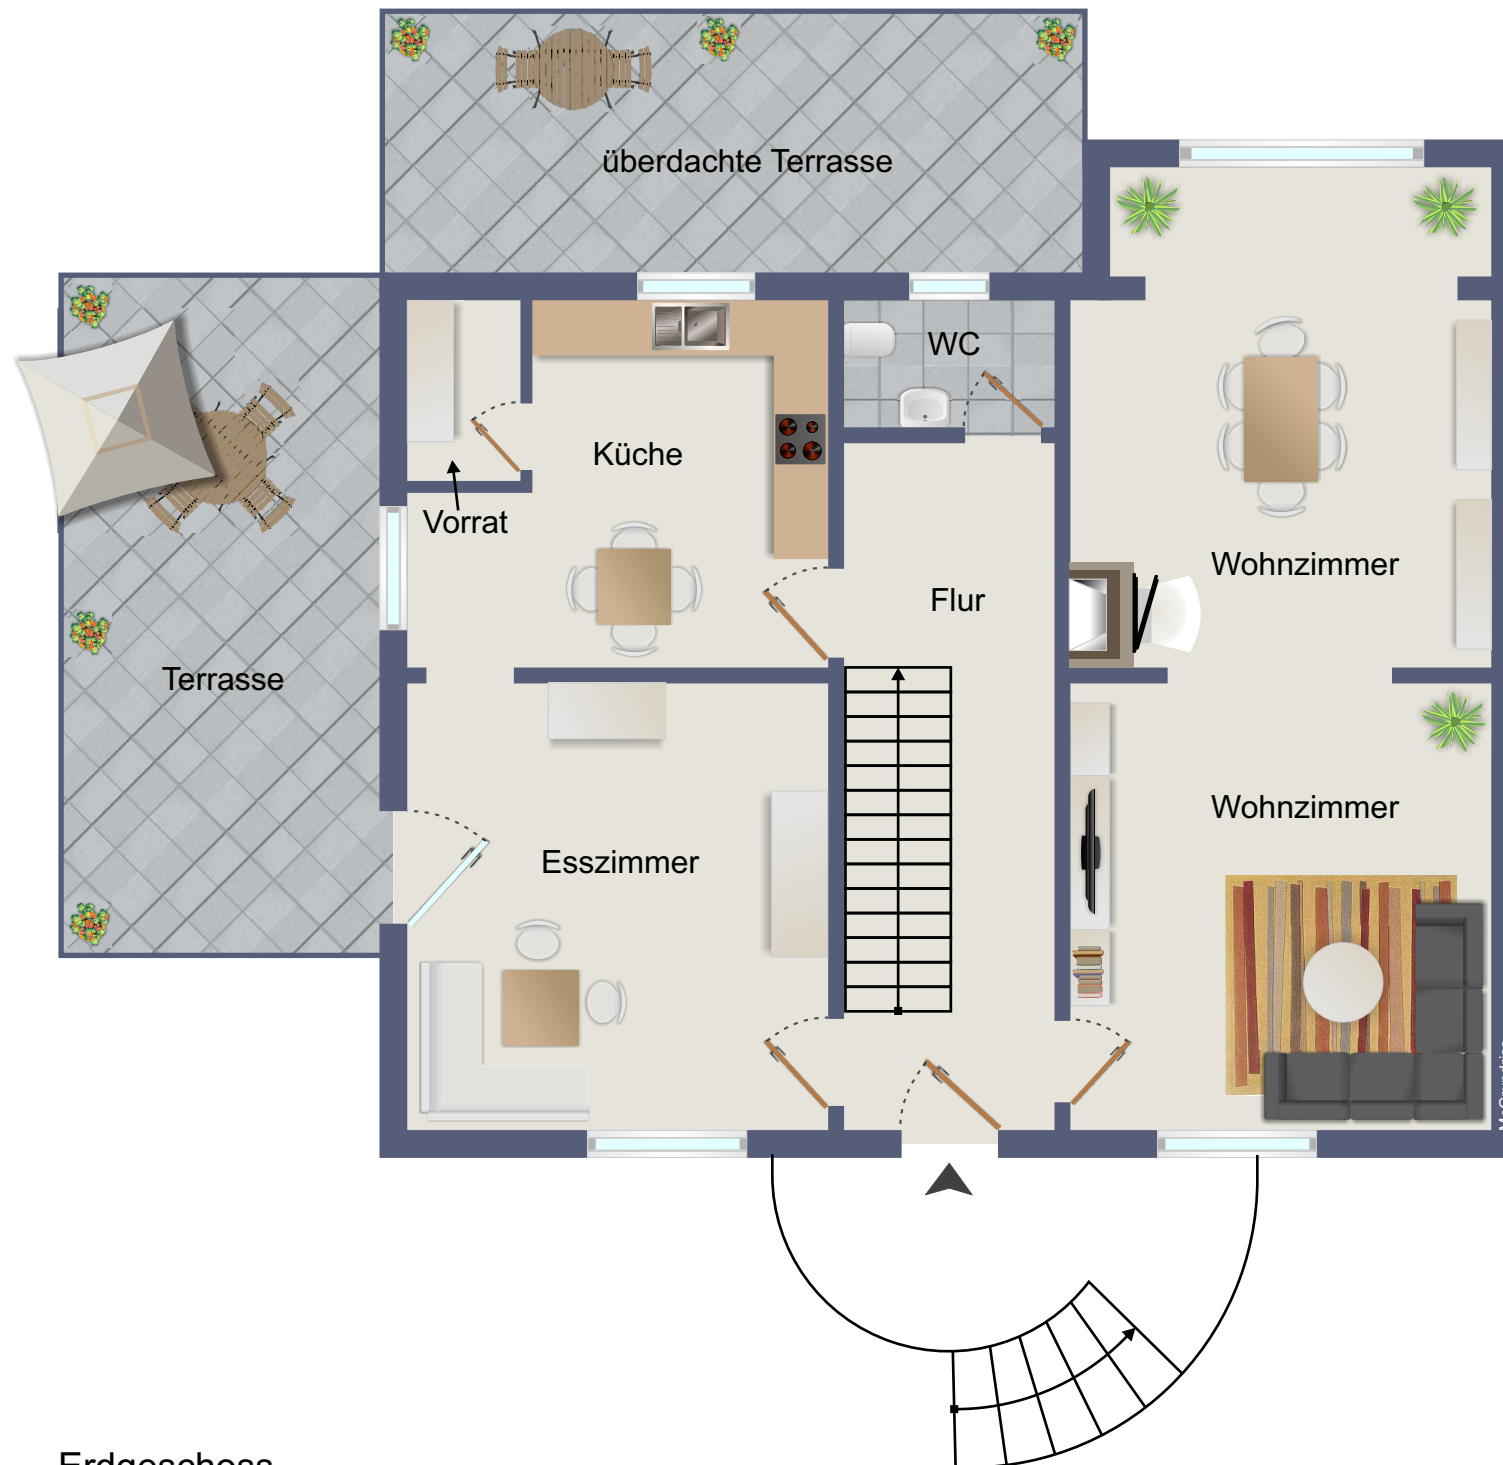 überdachte Terrasse
WC
Küche
Vorrat
Wohnzimmer
Flur
Terrasse
Wohnzimmer
Esszimmer
Erdgeschoss